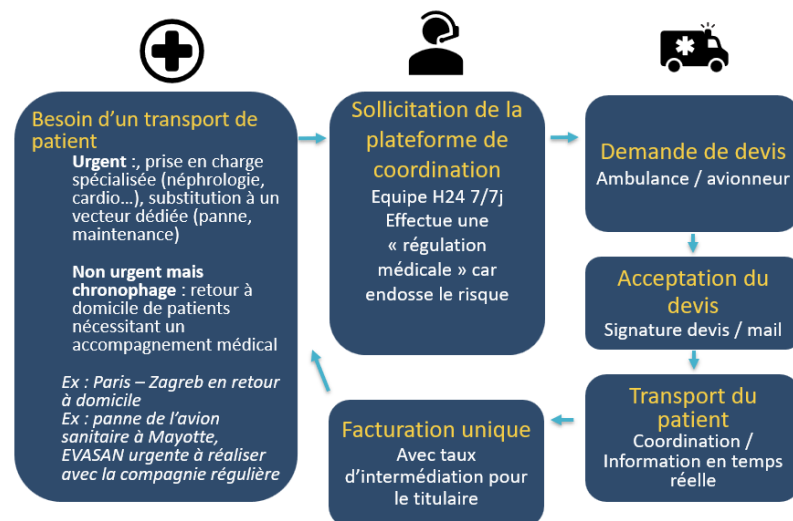 Besoin d'un transport de
patient
Urgent :, prise en charge
spécialisée (néphrologie,
cardio...), substitution à un
vecteur dédiée (panne,
maintenance)
Non urgent mais
chronophage : retour à
domicile de patients
nécessitant un
accompagnement médical
Ex : Paris – Zagreb en retour
à domicile
Ex : panne de l'avion
sanitaire à Mayotte,
EVASAN urgente à réaliser
avec la compagnie régulière
Sollicitation de la
plateforme de
coordination
Equipe H24 7/7j
Effectue une
« régulation
médicale » car
endosse le risque
Demande de devis
Ambulance / avionneur
Acceptation du
devis
Signature devis / mail
Transport du
patient
Coordination /
Information en temps
réelle
Facturation unique
Avec taux
d'intermédiation pour
le titulaire